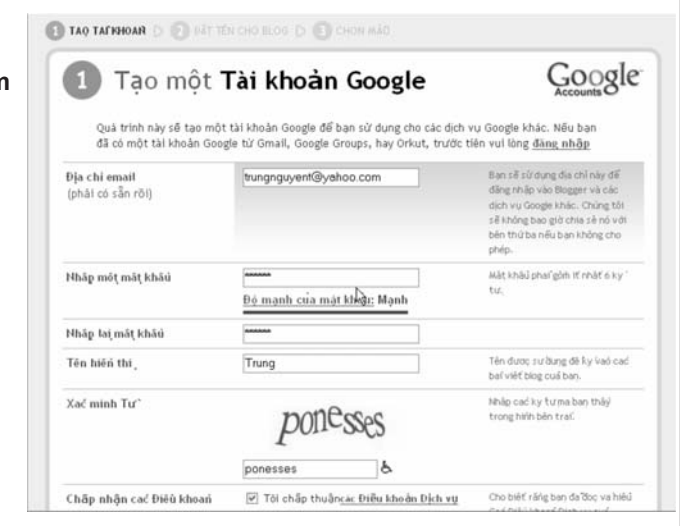 1 TẠO TÀI KHOẢN 2 ĐẶT TÊN CHO BLOG 3 CHỌN MẪU
n
1 Tạo một Tài khoản Google
Google
Accounts
Quá trình này sẽ tạo một tài khoản Google để bạn sử dụng cho các dịch vụ Google khác. Nếu bạn
đã có một tài khoản Google từ Gmail, Google Groups, hay Orkut, trước tiên vui lòng đăng nhập
Địa chỉ email
(phải có sẵn rồi)
trungnguyent@yahoo.com
Bạn sẽ sử dụng địa chỉ này để
đăng nhập vào Blogger và các
dịch vụ Google khác. Chúng tôi
sẽ không bao giờ chia sẻ nó với
bên thứ ba nếu bạn không cho
phép.
Nhập một mật khẩu
******
Độ mạnh của mật khẩu: Mạnh
Mật khẩu phải gồm ít nhất 6 ký
tự.
Nhập lại mật khẩu
******
Tên hiển thị
Trung
Tên được sử dụng để ký vào các
bài viết blog của bạn.
Xác minh Từ
ponesses
Nhập các ký tự mà bạn thấy
trong hình bên trái.
ponesses
Chấp nhận các Điều khoản
Tôi chấp thuận các Điều khoản Dịch vụ
Cho biết rằng bạn đã đọc và hiểu